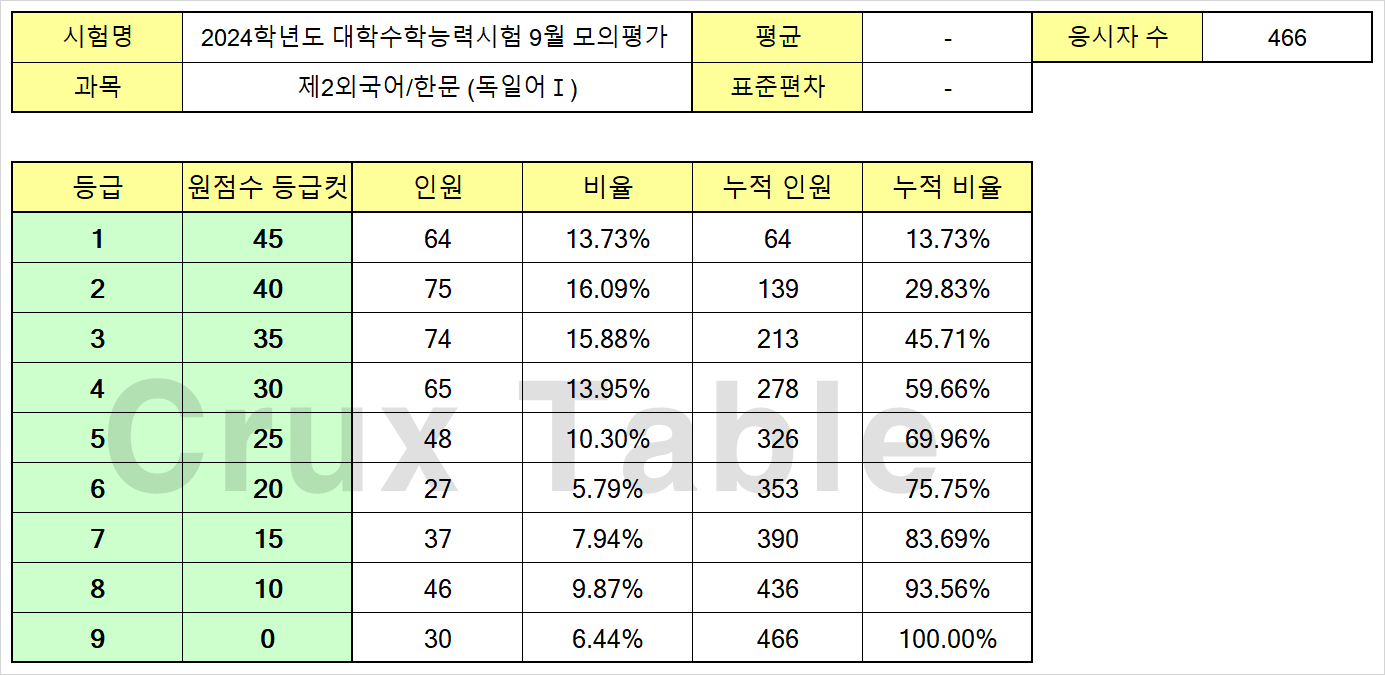 시험명 2024학년도 대학수학능력시험 9월 모의평가 평균 - 응시자 수 466
과목 제2외국어/한문 (독일어Ⅰ) 표준편차 -
등급 원점수 등급컷 인원 비율 누적 인원 누적 비율
1 45 64 13.73% 64 13.73%
2 40 75 16.09% 139 29.83%
3 35 74 15.88% 213 45.71%
4 30 65 13.95% 278 59.66%
5 25 48 10.30% 326 69.96%
6 20 27 5.79% 353 75.75%
7 15 37 7.94% 390 83.69%
8 10 46 9.87% 436 93.56%
9 0 30 6.44% 466 100.00%
Crux Table